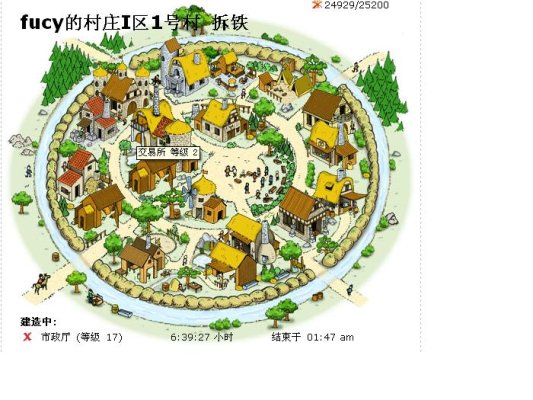 24929/25200
fucy的村庄I区1号村 拆铁
交易所 等级 2
建造中:
X 市政厅 (等级 17) 6:39:27 小时 结束于 01:47 am